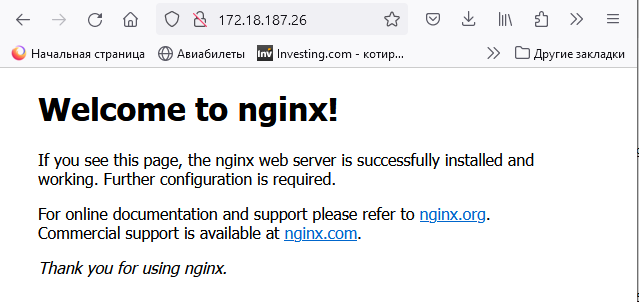 172.18.187.26
Начальная страница Авиабилеты Inv Investing.com - котир... Другие закладки
Welcome to nginx!
If you see this page, the nginx web server is successfully installed and
working. Further configuration is required.
For online documentation and support please refer to nginx.org.
Commercial support is available at nginx.com.
Thank you for using nginx.